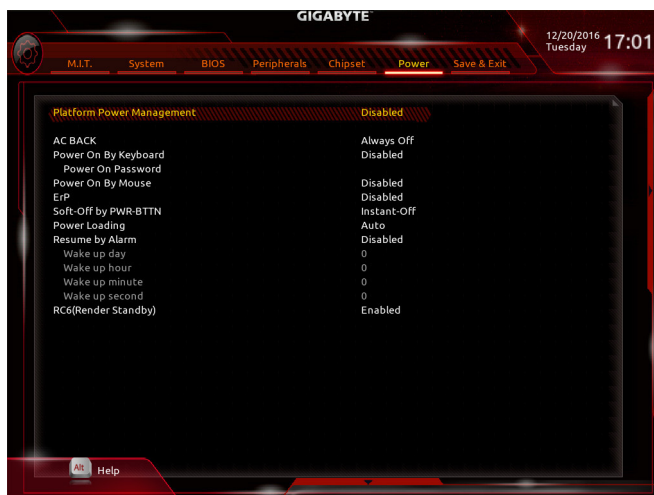 GIGABYTE™
12/20/2016 17:01
Tuesday
M.I.T. System BIOS Peripherals Chipset Power Save & Exit
Platform Power Management Disabled
AC BACK Always Off
Power On By Keyboard Disabled
Power On Password
Power On By Mouse Disabled
ErP Disabled
Soft-Off by PWR-BTTN Instant-Off
Power Loading Auto
Resume by Alarm Disabled
Wake up day 0
Wake up hour 0
Wake up minute 0
Wake up second 0
RC6(Render Standby) Enabled
Alt Help